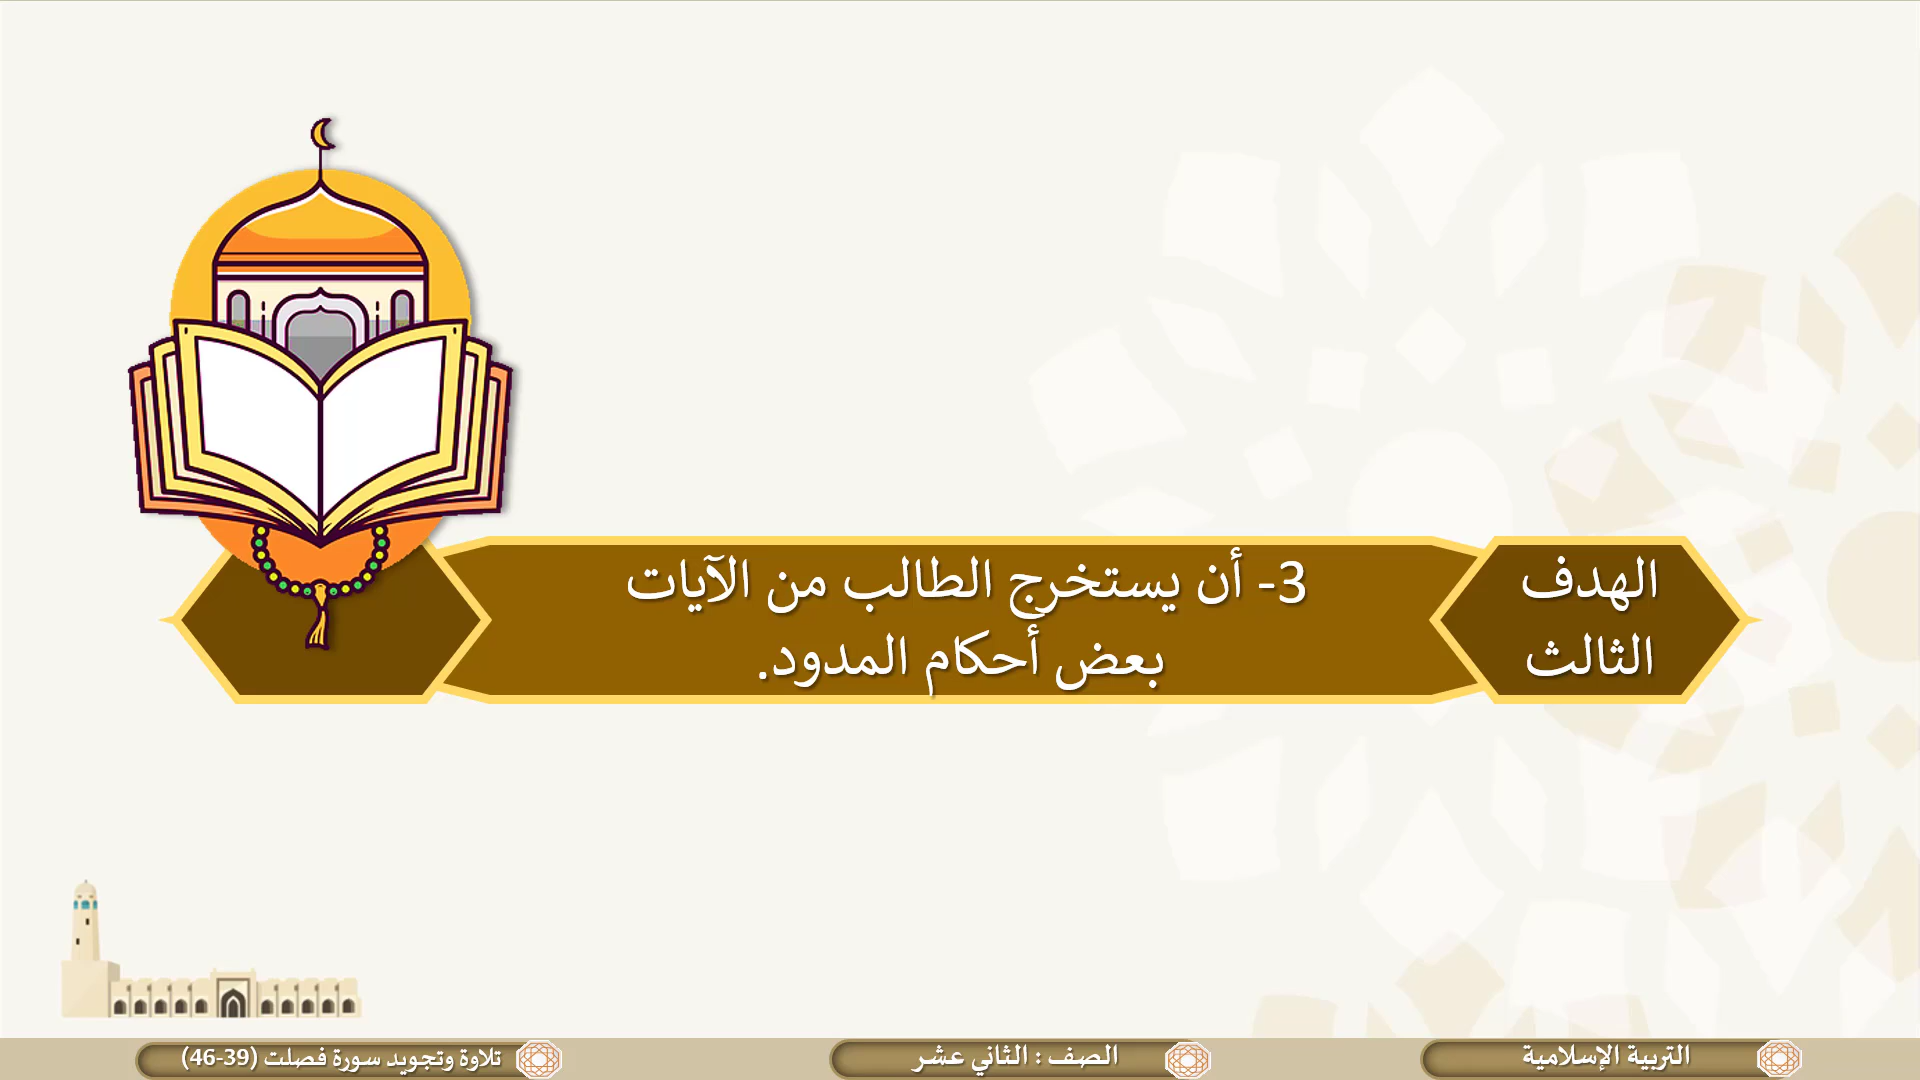 الهدف
الثالث
3- أن يستخرج الطالب من الآيات
بعض أحكام المدود.
التربية الإسلامية
الصف : الثاني عشر
تلاوة وتجويد سورة فصلت (39-46)